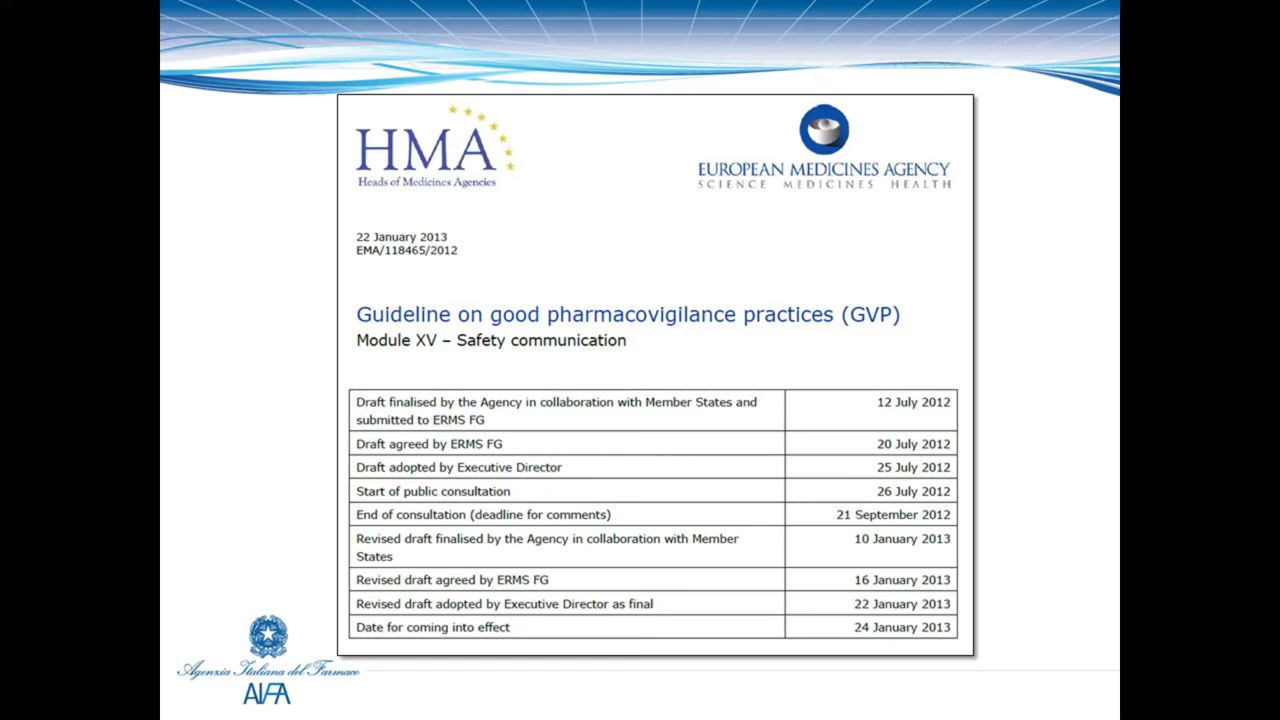 HMA
Heads of Medicines Agencies
EUROPEAN MEDICINES AGENCY
SCIENCE MEDICINES HEALTH
22 January 2013
EMA/118465/2012
Guideline on good pharmacovigilance practices (GVP)
Module XV – Safety communication
Draft finalised by the Agency in collaboration with Member States and 12 July 2012
submitted to ERMS FG
Draft agreed by ERMS FG 20 July 2012
Draft adopted by Executive Director 25 July 2012
Start of public consultation 26 July 2012
End of consultation (deadline for comments) 21 September 2012
Revised draft finalised by the Agency in collaboration with Member 10 January 2013
States
Revised draft agreed by ERMS FG 16 January 2013
Revised draft adopted by Executive Director as final 22 January 2013
Date for coming into effect 24 January 2013
Agenzia Italiana del Farmaco
AIFA